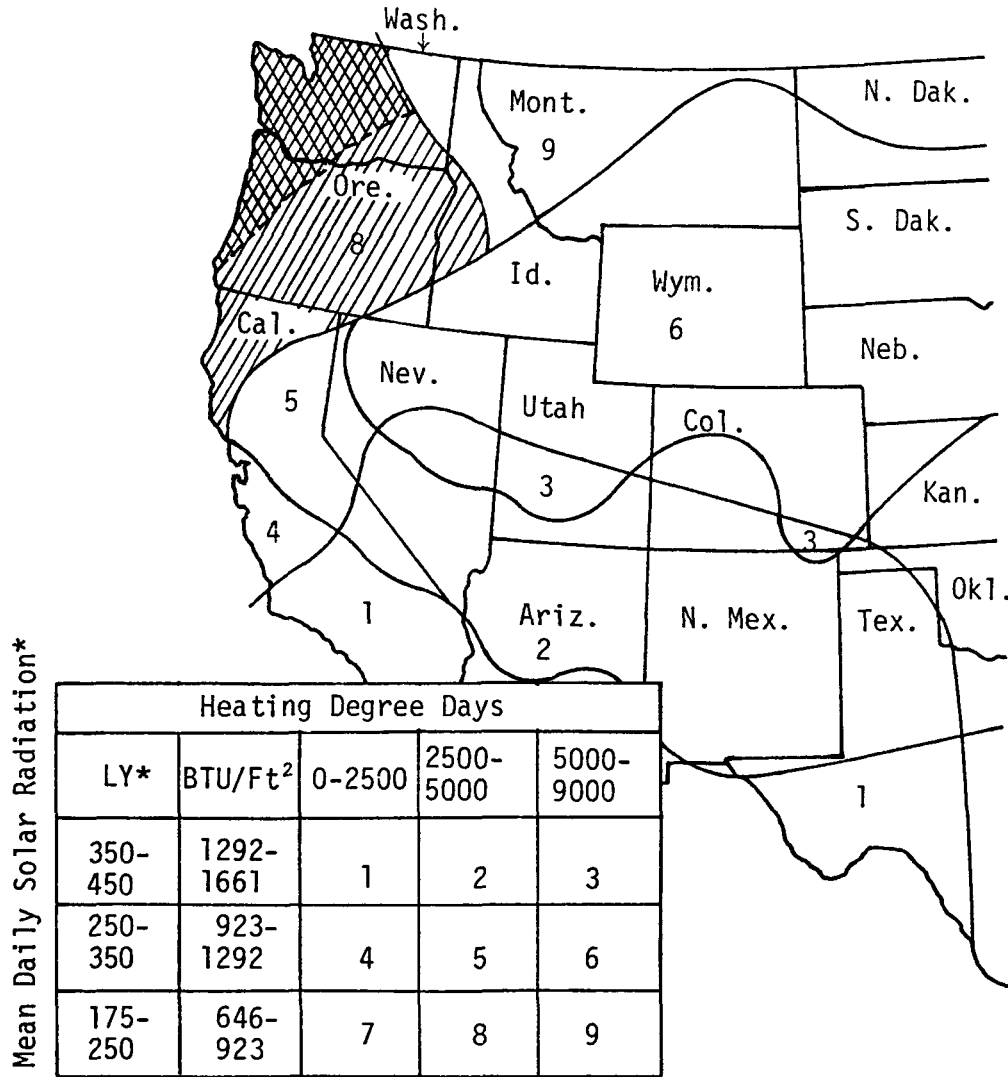 Wash.
Mont.
9
N. Dak.
Ore.
8
S. Dak.
Id.
Wym.
6
Cal.
Neb.
5
Nev.
Utah
Col.
3
Kan.
4
3
Okl.
1
Ariz.
2
N. Mex.
Tex.
1
Mean Daily Solar Radiation*
Heating Degree Days
LY* BTU/Ft² 0-2500 2500-5000 5000-9000
350-450 1292-1661 1 2 3
250-350 923-1292 4 5 6
175-250 646-923 7 8 9